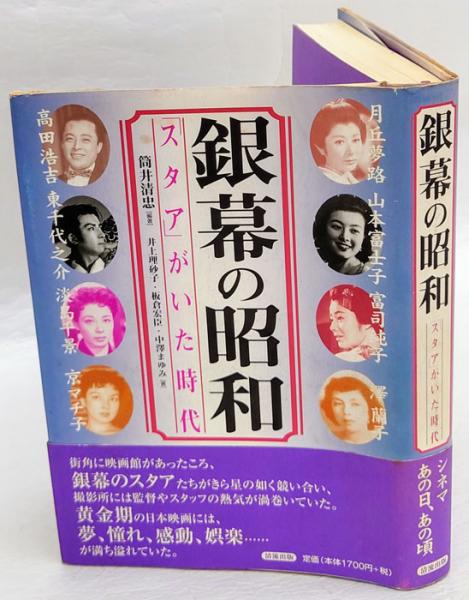 銀幕の昭和
「スタア」がいた時代
筒井清忠[編著]
井上理砂子・板倉宏臣・中澤まゆみ[著]
月丘夢路
山本富士子
富司純子
澤蘭子
高田浩吉
東千代之介
淡島千景
京マチ子
街角に映画館があったころ、
銀幕のスタアたちがきら星の如く競い合い、
撮影所には監督やスタッフの熱気が渦巻いていた。
黄金期の日本映画には、
夢、憧れ、感動、娯楽……
が満ち溢れていた。
清流出版
定価(本体1700円+税)
銀幕の昭和
「スタア」がいた時代
シネマ
あの日、あの頃